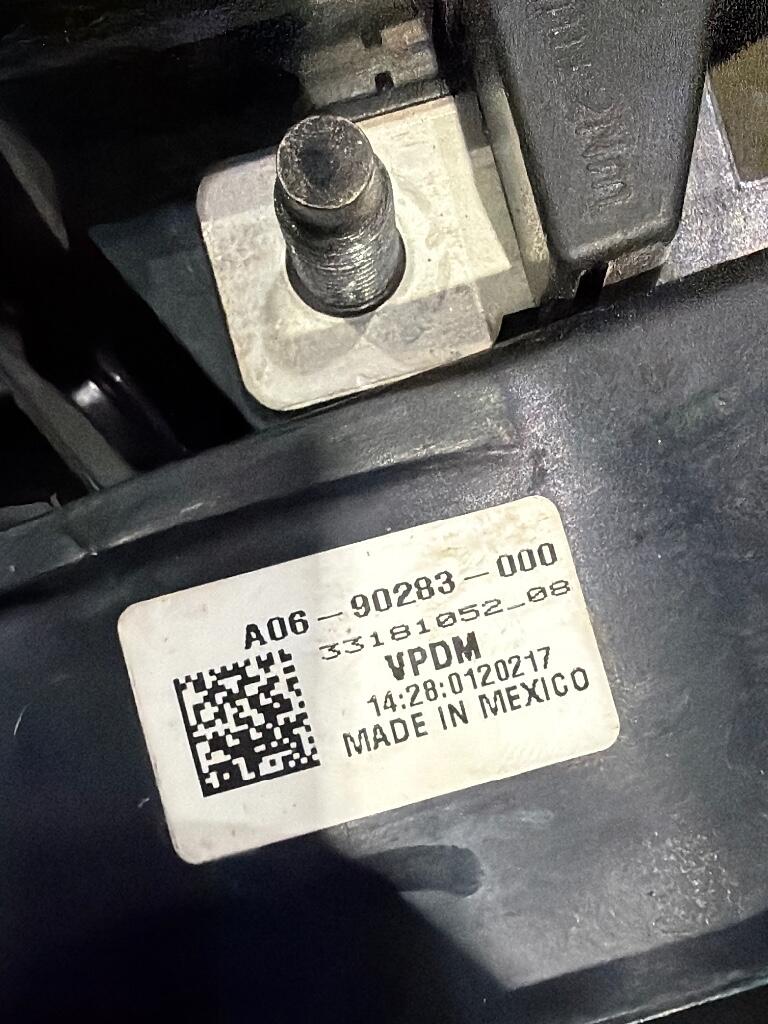 A06-90283-000
33181052_08
VPDM
14:28:0120217
MADE IN MEXICO